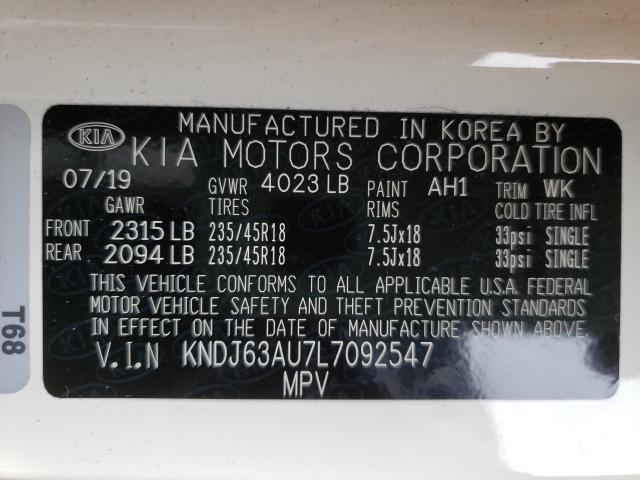 MANUFACTURED IN KOREA BY
KIA KIA MOTORS CORPORATION
07/19 GVWR 4023 LB PAINT AH1 TRIM WK
GAWR TIRES RIMS COLD TIRE INFL
FRONT 2315 LB 235/45R18 7.5Jx18 33psi SINGLE
REAR 2094 LB 235/45R18 7.5Jx18 33psi SINGLE
THIS VEHICLE CONFORMS TO ALL APPLICABLE U.S.A. FEDERAL
MOTOR VEHICLE SAFETY AND THEFT PREVENTION STANDARDS
IN EFFECT ON THE DATE OF MANUFACTURE SHOWN ABOVE.
V.I.N KNDJ63AU7L7092547
MPV
T68